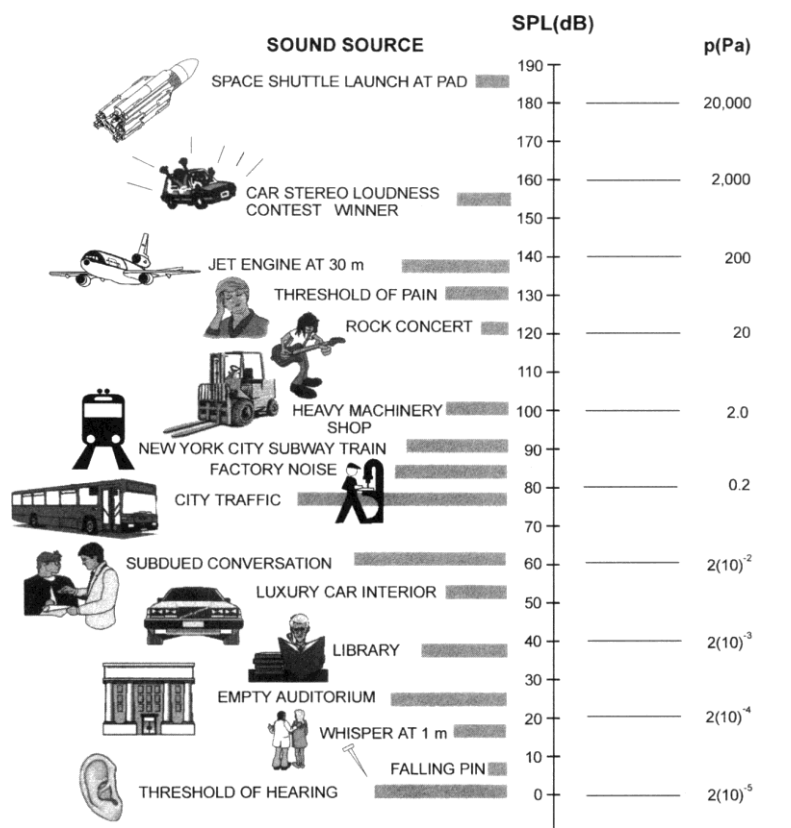 SPL(dB)
SOUND SOURCE
p(Pa)
190
SPACE SHUTTLE LAUNCH AT PAD
180
20,000
170
160
2,000
CAR STEREO LOUDNESS
CONTEST WINNER
150
140
200
JET ENGINE AT 30 m
THRESHOLD OF PAIN
130
ROCK CONCERT
120
20
110
HEAVY MACHINERY
SHOP
100
2.0
NEW YORK CITY SUBWAY TRAIN
90
FACTORY NOISE
80
0.2
CITY TRAFFIC
70
SUBDUED CONVERSATION
60
2(10)⁻²
LUXURY CAR INTERIOR
50
LIBRARY
40
2(10)⁻³
30
EMPTY AUDITORIUM
20
2(10)⁻⁴
WHISPER AT 1 m
10
FALLING PIN
THRESHOLD OF HEARING
0
2(10)⁻⁵